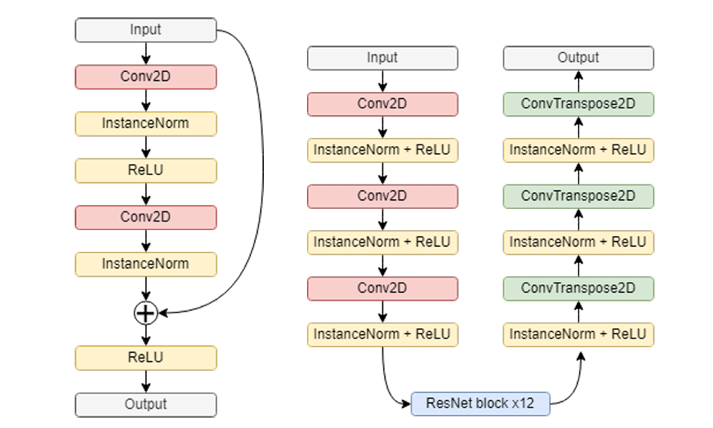 Input
Conv2D
InstanceNorm
ReLU
Conv2D
InstanceNorm
ReLU
Output
Input
Conv2D
InstanceNorm + ReLU
Conv2D
InstanceNorm + ReLU
Conv2D
InstanceNorm + ReLU
ResNet block x12
Output
ConvTranspose2D
InstanceNorm + ReLU
ConvTranspose2D
InstanceNorm + ReLU
ConvTranspose2D
InstanceNorm + ReLU